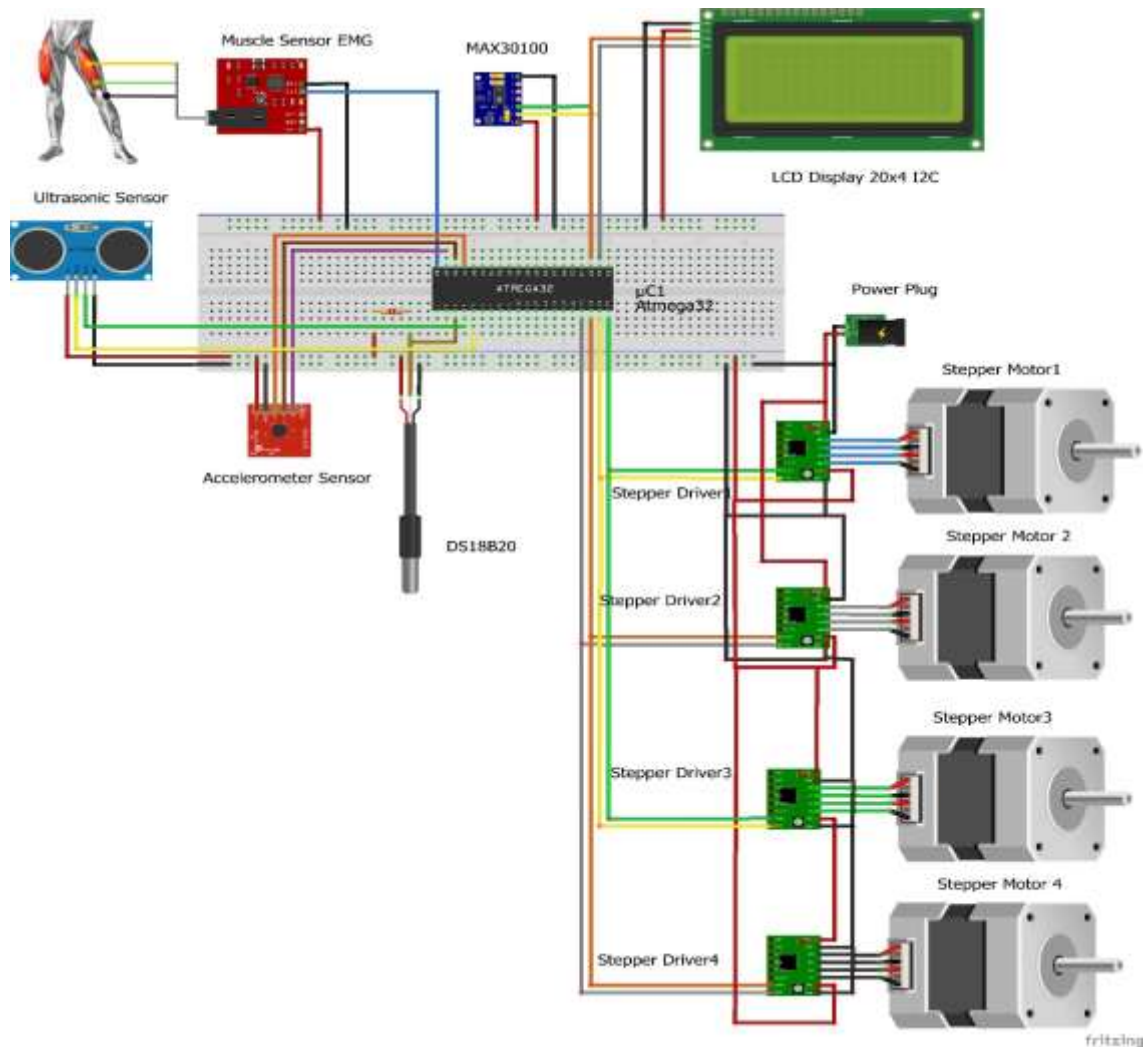 Muscle Sensor EMG
MAX30100
LCD Display 20x4 I2C
Ultrasonic Sensor
ATMEGA32
µC1
Atmega32
Power Plug
Stepper Motor1
Accelerometer Sensor
Stepper Driver1
DS18B20
Stepper Motor 2
Stepper Driver2
Stepper Motor3
Stepper Driver3
Stepper Motor 4
Stepper Driver4
fritzing